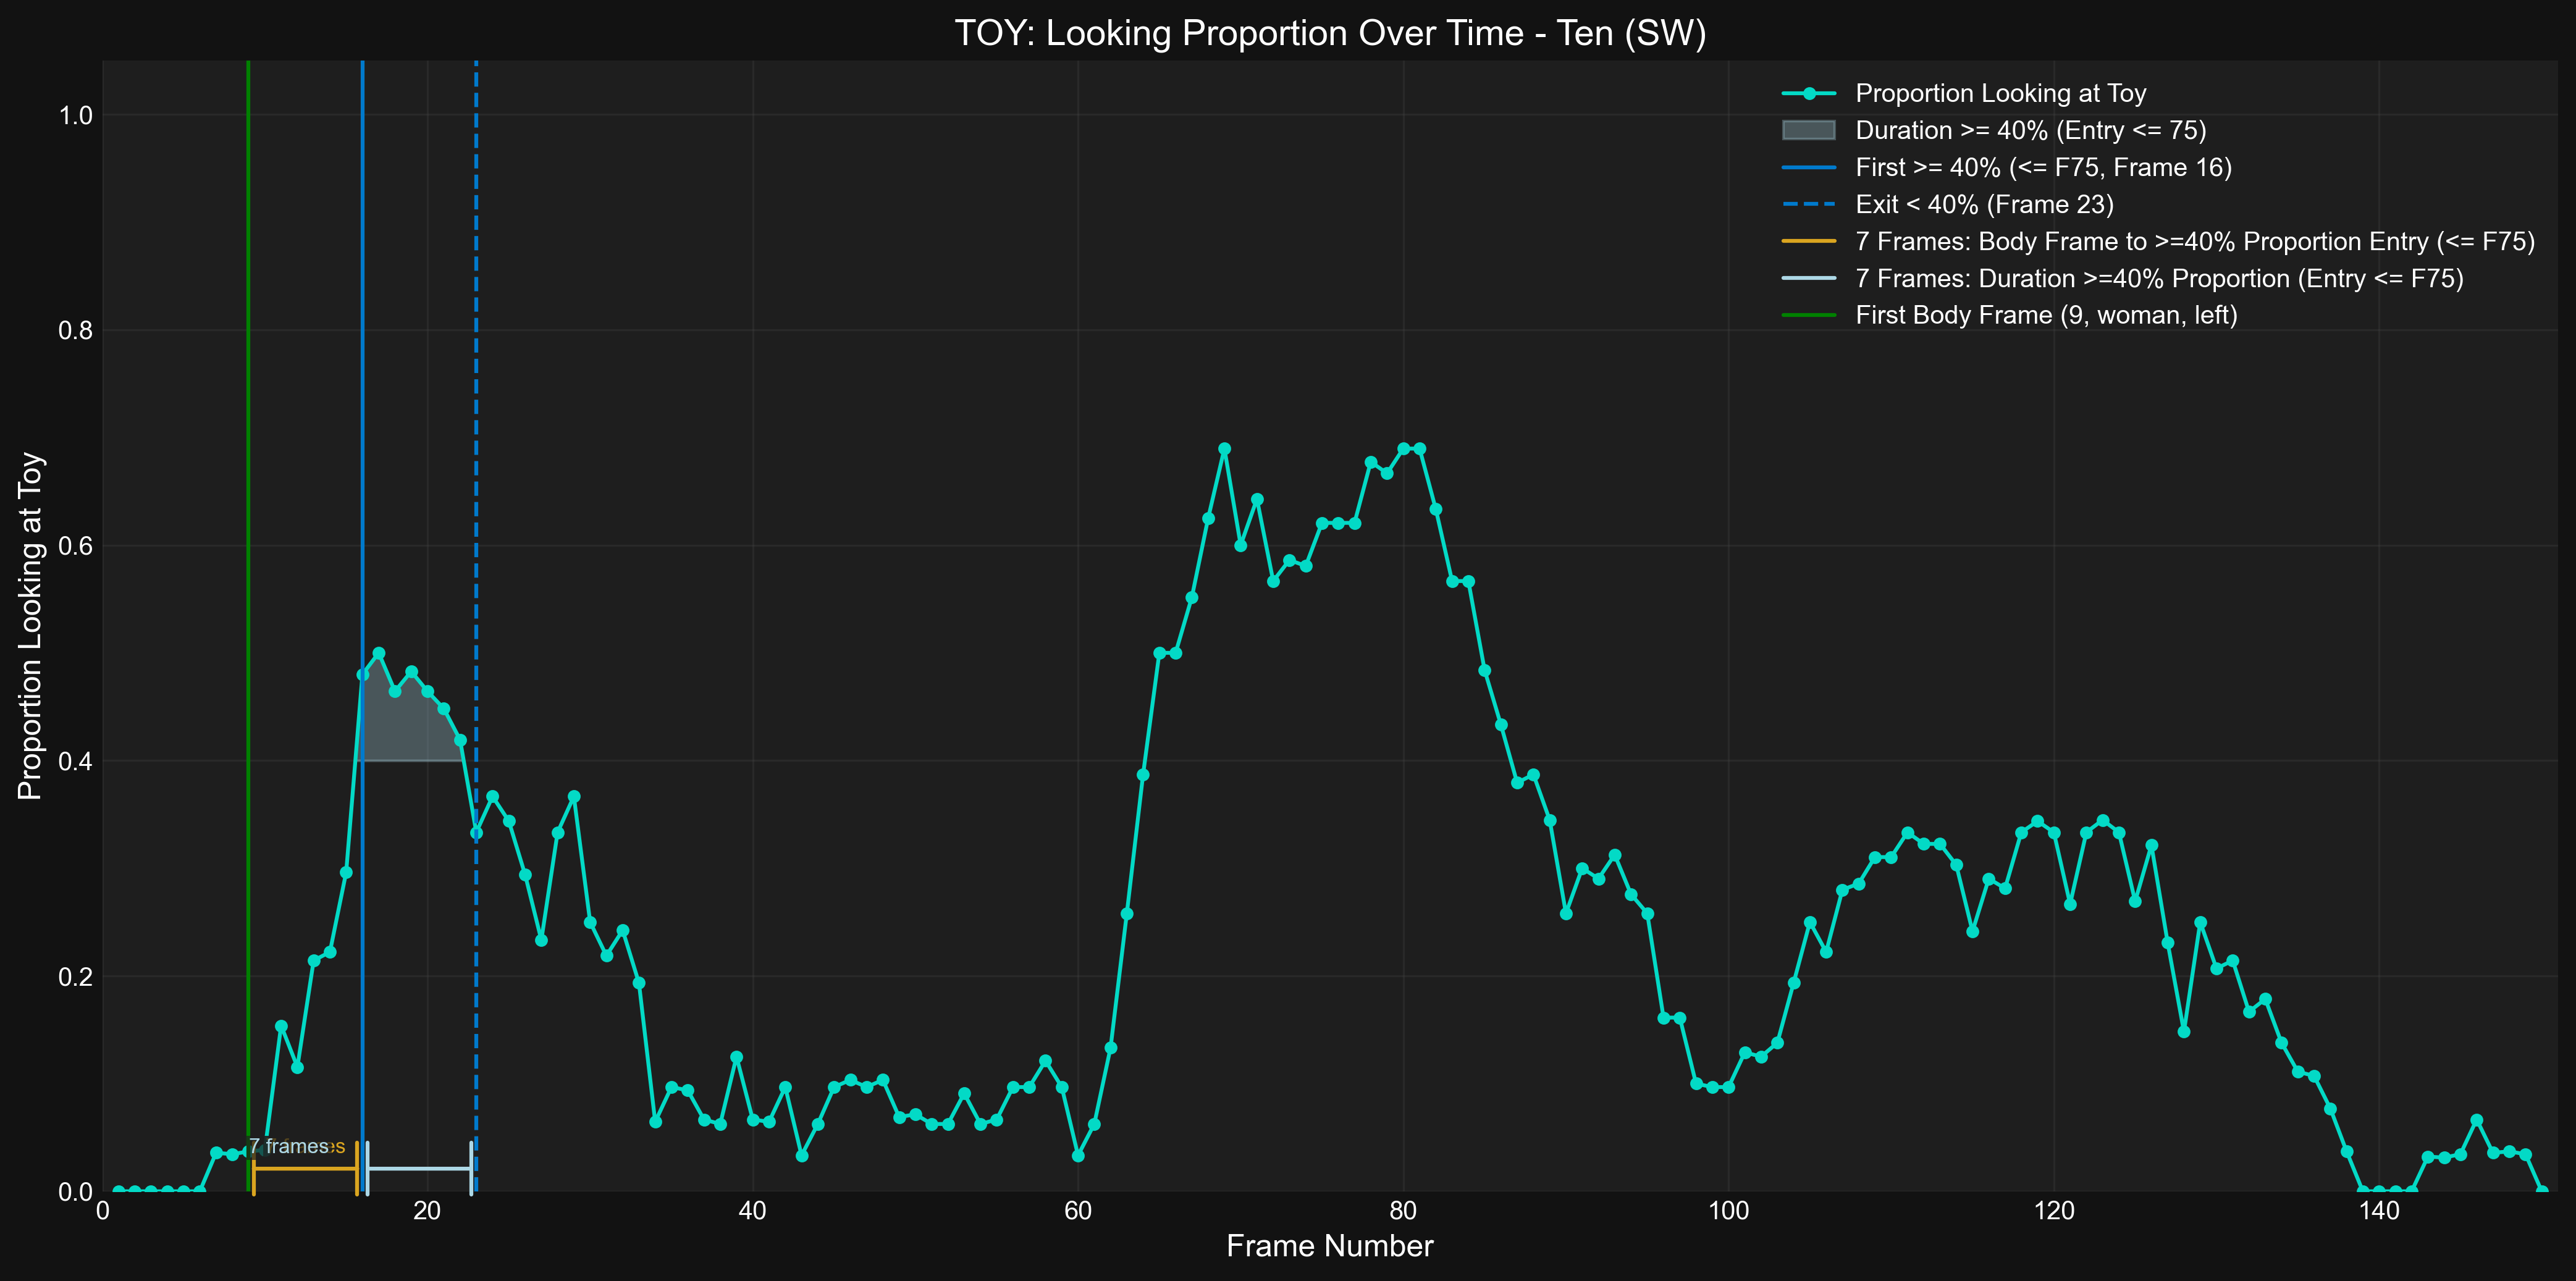 TOY: Looking Proportion Over Time - Ten (SW)
Proportion Looking at Toy
Duration >= 40% (Entry <= 75)
First >= 40% (<= F75, Frame 16)
Exit < 40% (Frame 23)
7 Frames: Body Frame to >=40% Proportion Entry (<= F75)
7 Frames: Duration >=40% Proportion (Entry <= F75)
First Body Frame (9, woman, left)
Proportion Looking at Toy
1.0
0.8
0.6
0.4
0.2
0.0
7 frames
0 20 40 60 80 100 120 140
Frame Number